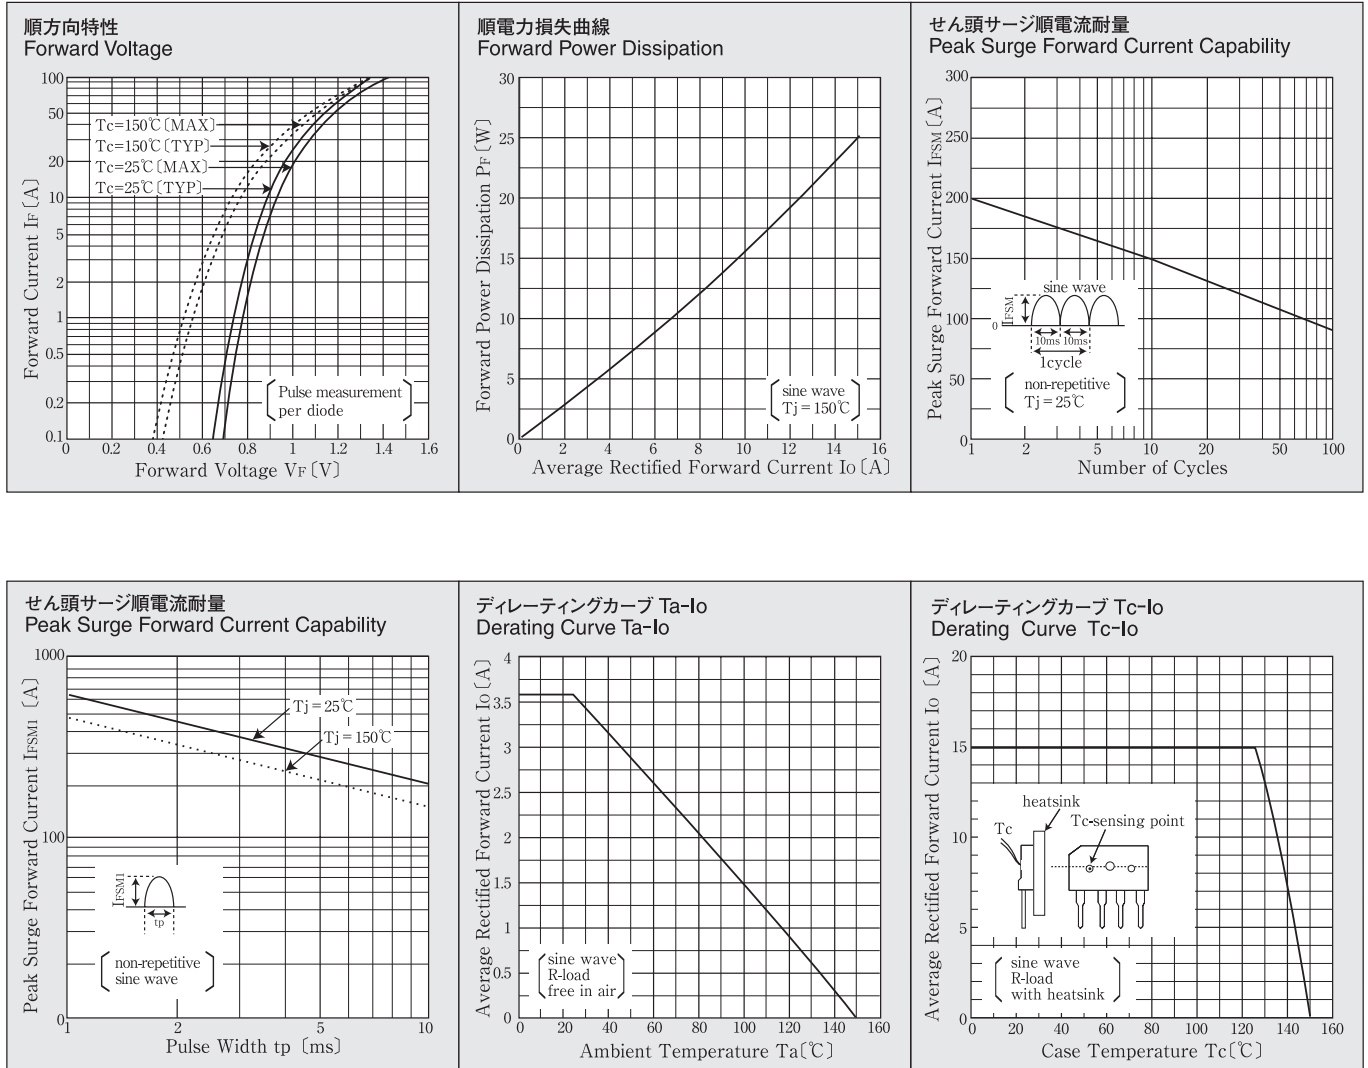 順方向特性
Forward Voltage
100
50
20
10
5
2
1
0.5
0.2
0.1
Forward Current IF〔A〕
Tc=150℃〔MAX〕
Tc=150℃〔TYP〕
Tc=25℃〔MAX〕
Tc=25℃〔TYP〕
Pulse measurement
per diode
0 0.2 0.4 0.6 0.8 1 1.2 1.4 1.6
Forward Voltage VF〔V〕
順電力損失曲線
Forward Power Dissipation
30
25
20
15
10
5
0
Forward Power Dissipation PF〔W〕
sine wave
Tj = 150℃
0 2 4 6 8 10 12 14 16
Average Rectified Forward Current IO〔A〕
せん頭サージ順電流耐量
Peak Surge Forward Current Capability
300
250
200
150
100
50
0
Peak Surge Forward Current IFSM〔A〕
sine wave
IFSM
0
10ms 10ms
1cycle
non-repetitive
Tj = 25℃
1 2 5 10 20 50 100
Number of Cycles
せん頭サージ順電流耐量
Peak Surge Forward Current Capability
1000
100
0
Peak Surge Forward Current IFSM1〔A〕
Tj = 25℃
Tj = 150℃
IFSM1
tp
non-repetitive
sine wave
1 2 5 10
Pulse Width tp〔ms〕
ディレーティングカーブ Ta-Io
Derating Curve Ta-Io
4
3.5
3
2.5
2
1.5
1
0.5
0
Average Rectified Forward Current IO〔A〕
sine wave
R-load
free in air
0 20 40 60 80 100 120 140 160
Ambient Temperature Ta〔℃〕
ディレーティングカーブ Tc-Io
Derating Curve Tc-Io
20
15
10
5
0
Average Rectified Forward Current IO〔A〕
heatsink
Tc
Tc-sensing point
sine wave
R-load
with heatsink
0 20 40 60 80 100 120 140 160
Case Temperature Tc〔℃〕